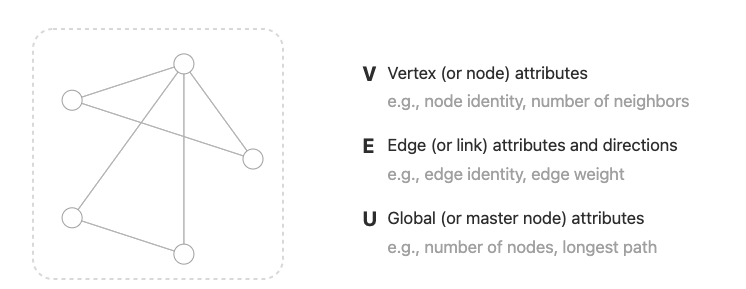 V Vertex (or node) attributes
e.g., node identity, number of neighbors
E Edge (or link) attributes and directions
e.g., edge identity, edge weight
U Global (or master node) attributes
e.g., number of nodes, longest path